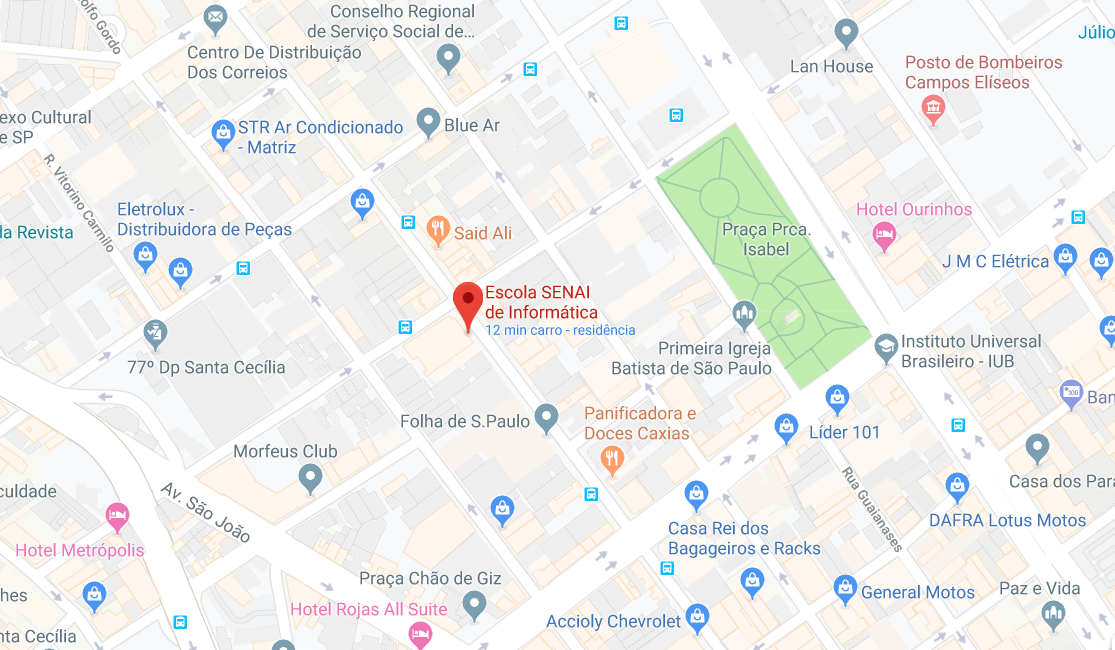 Conselho Regional
de Serviço Social de...
Centro De Distribuição
Dos Correios
Lan House
Júlio
Posto de Bombeiros
Campos Elíseos
exo Cultural
e SP
STR Ar Condicionado
- Matriz
Blue Ar
R. Vitorino Carmilo
Eletrolux -
Distribuidora de Peças
da Revista
Said Ali
Praça Prca.
Isabel
Hotel Ourinhos
J M C Elétrica
Escola SENAI
de Informática
12 min carro - residência
77º Dp Santa Cecília
Primeira Igreja
Batista de São Paulo
Instituto Universal
Brasileiro - IUB
Folha de S.Paulo
Panificadora e
Doces Caxias
Líder 101
Ban
Morfeus Club
culdade
Av. São João
Rua Guaianases
Casa dos Para
Hotel Metrópolis
Casa Rei dos
Bagageiros e Racks
DAFRA Lotus Motos
Praça Chão de Giz
Hotel Rojas All Suite
hes
nta Cecília
Accioly Chevrolet
General Motos
Paz e Vida